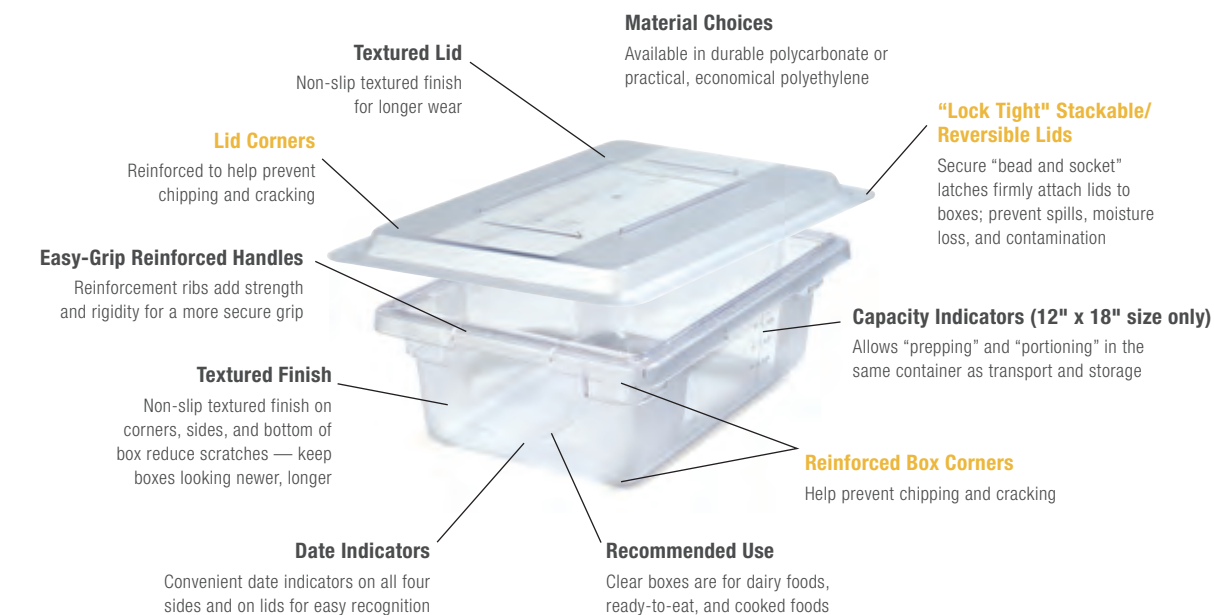 Material Choices
Available in durable polycarbonate or
practical, economical polyethylene
Textured Lid
Non-slip textured finish
for longer wear
Lid Corners
Reinforced to help prevent
chipping and cracking
Easy-Grip Reinforced Handles
Reinforcement ribs add strength
and rigidity for a more secure grip
Textured Finish
Non-slip textured finish on
corners, sides, and bottom of
box reduce scratches — keep
boxes looking newer, longer
Date Indicators
Convenient date indicators on all four
sides and on lids for easy recognition
“Lock Tight" Stackable/
Reversible Lids
Secure “bead and socket”
latches firmly attach lids to
boxes; prevent spills, moisture
loss, and contamination
Capacity Indicators (12" x 18" size only)
Allows “prepping” and “portioning” in the
same container as transport and storage
Reinforced Box Corners
Help prevent chipping and cracking
Recommended Use
Clear boxes are for dairy foods,
ready-to-eat, and cooked foods